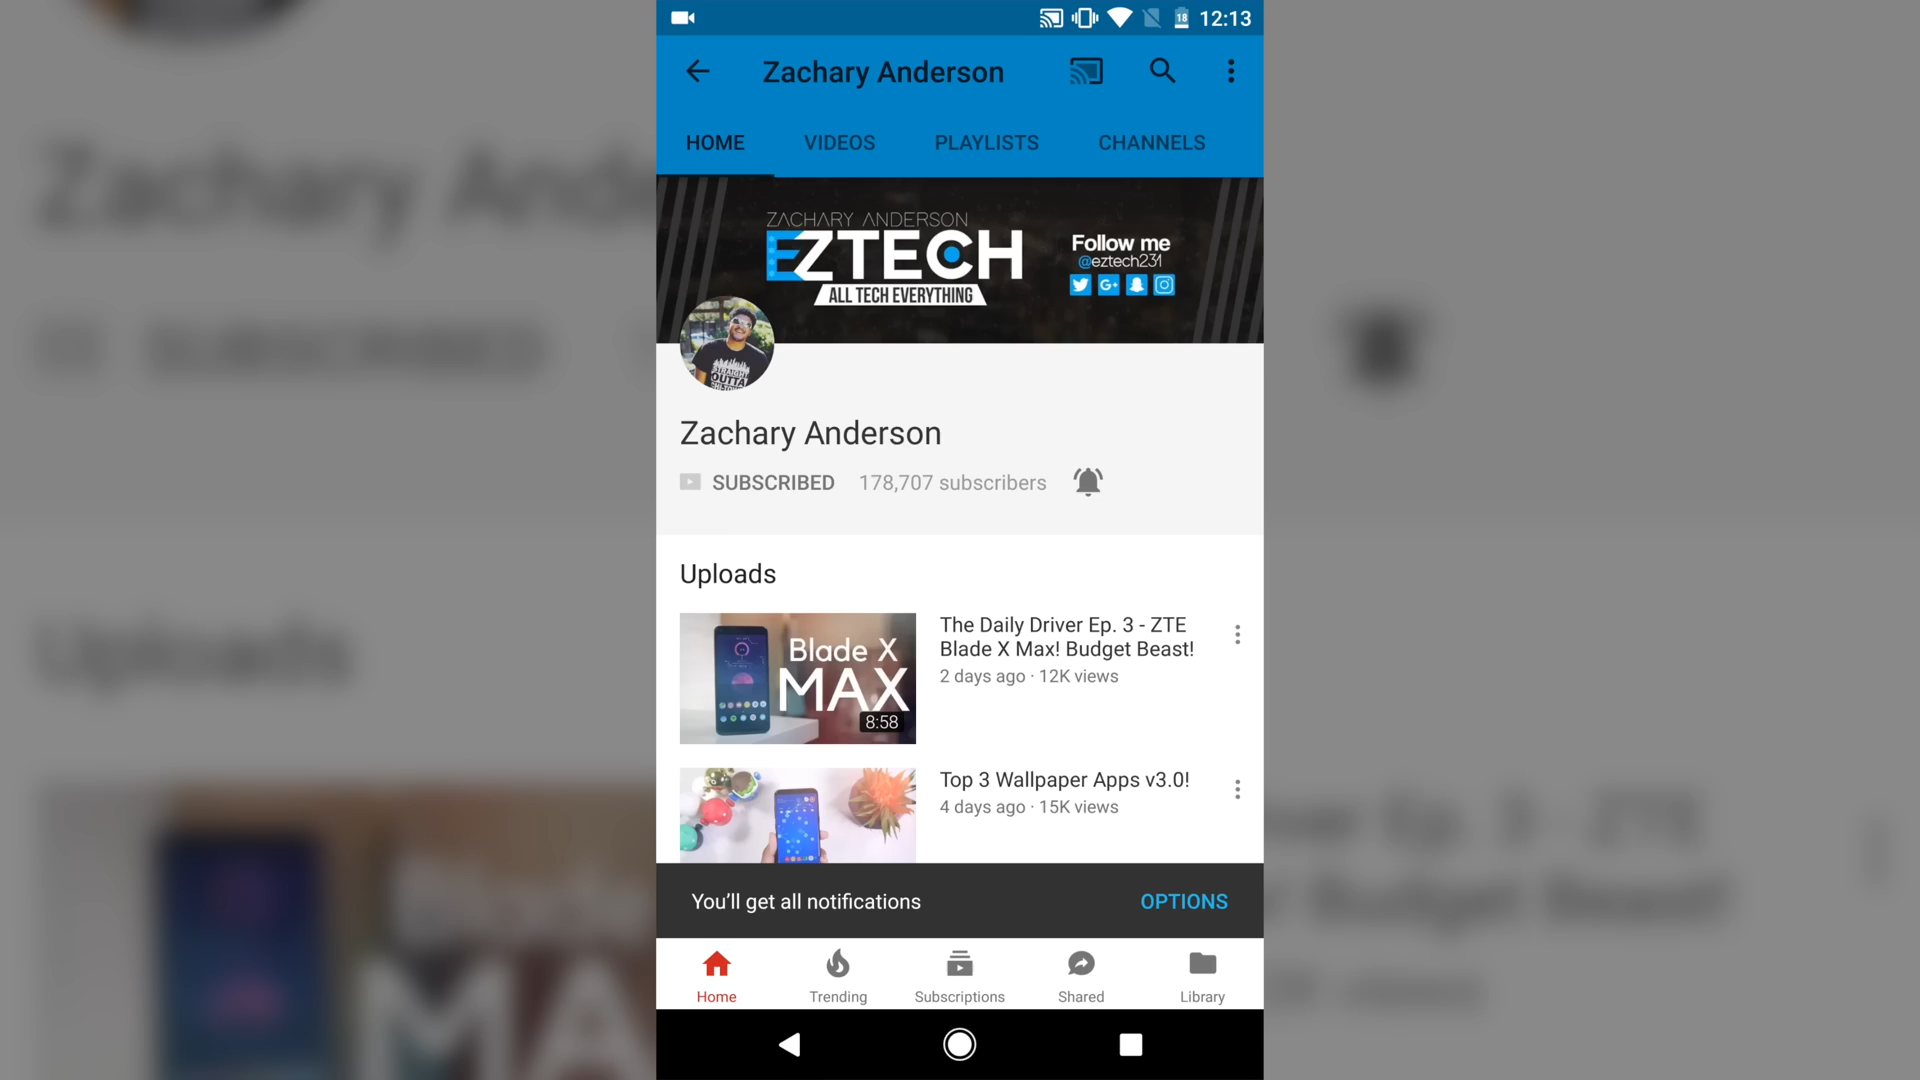 12:13
Zachary Anderson
HOME VIDEOS PLAYLISTS CHANNELS
ZACHARY ANDERSON
EZTECH
ALL TECH EVERYTHING
Follow me
@eztech231
STRAIGHT
OUTTA
Zachary Anderson
SUBSCRIBED 178,707 subscribers
Uploads
Blade X
MAX
8:58
The Daily Driver Ep. 3 - ZTE
Blade X Max! Budget Beast!
2 days ago · 12K views
Top 3 Wallpaper Apps v3.0!
4 days ago · 15K views
You’ll get all notifications OPTIONS
Home Trending Subscriptions Shared Library